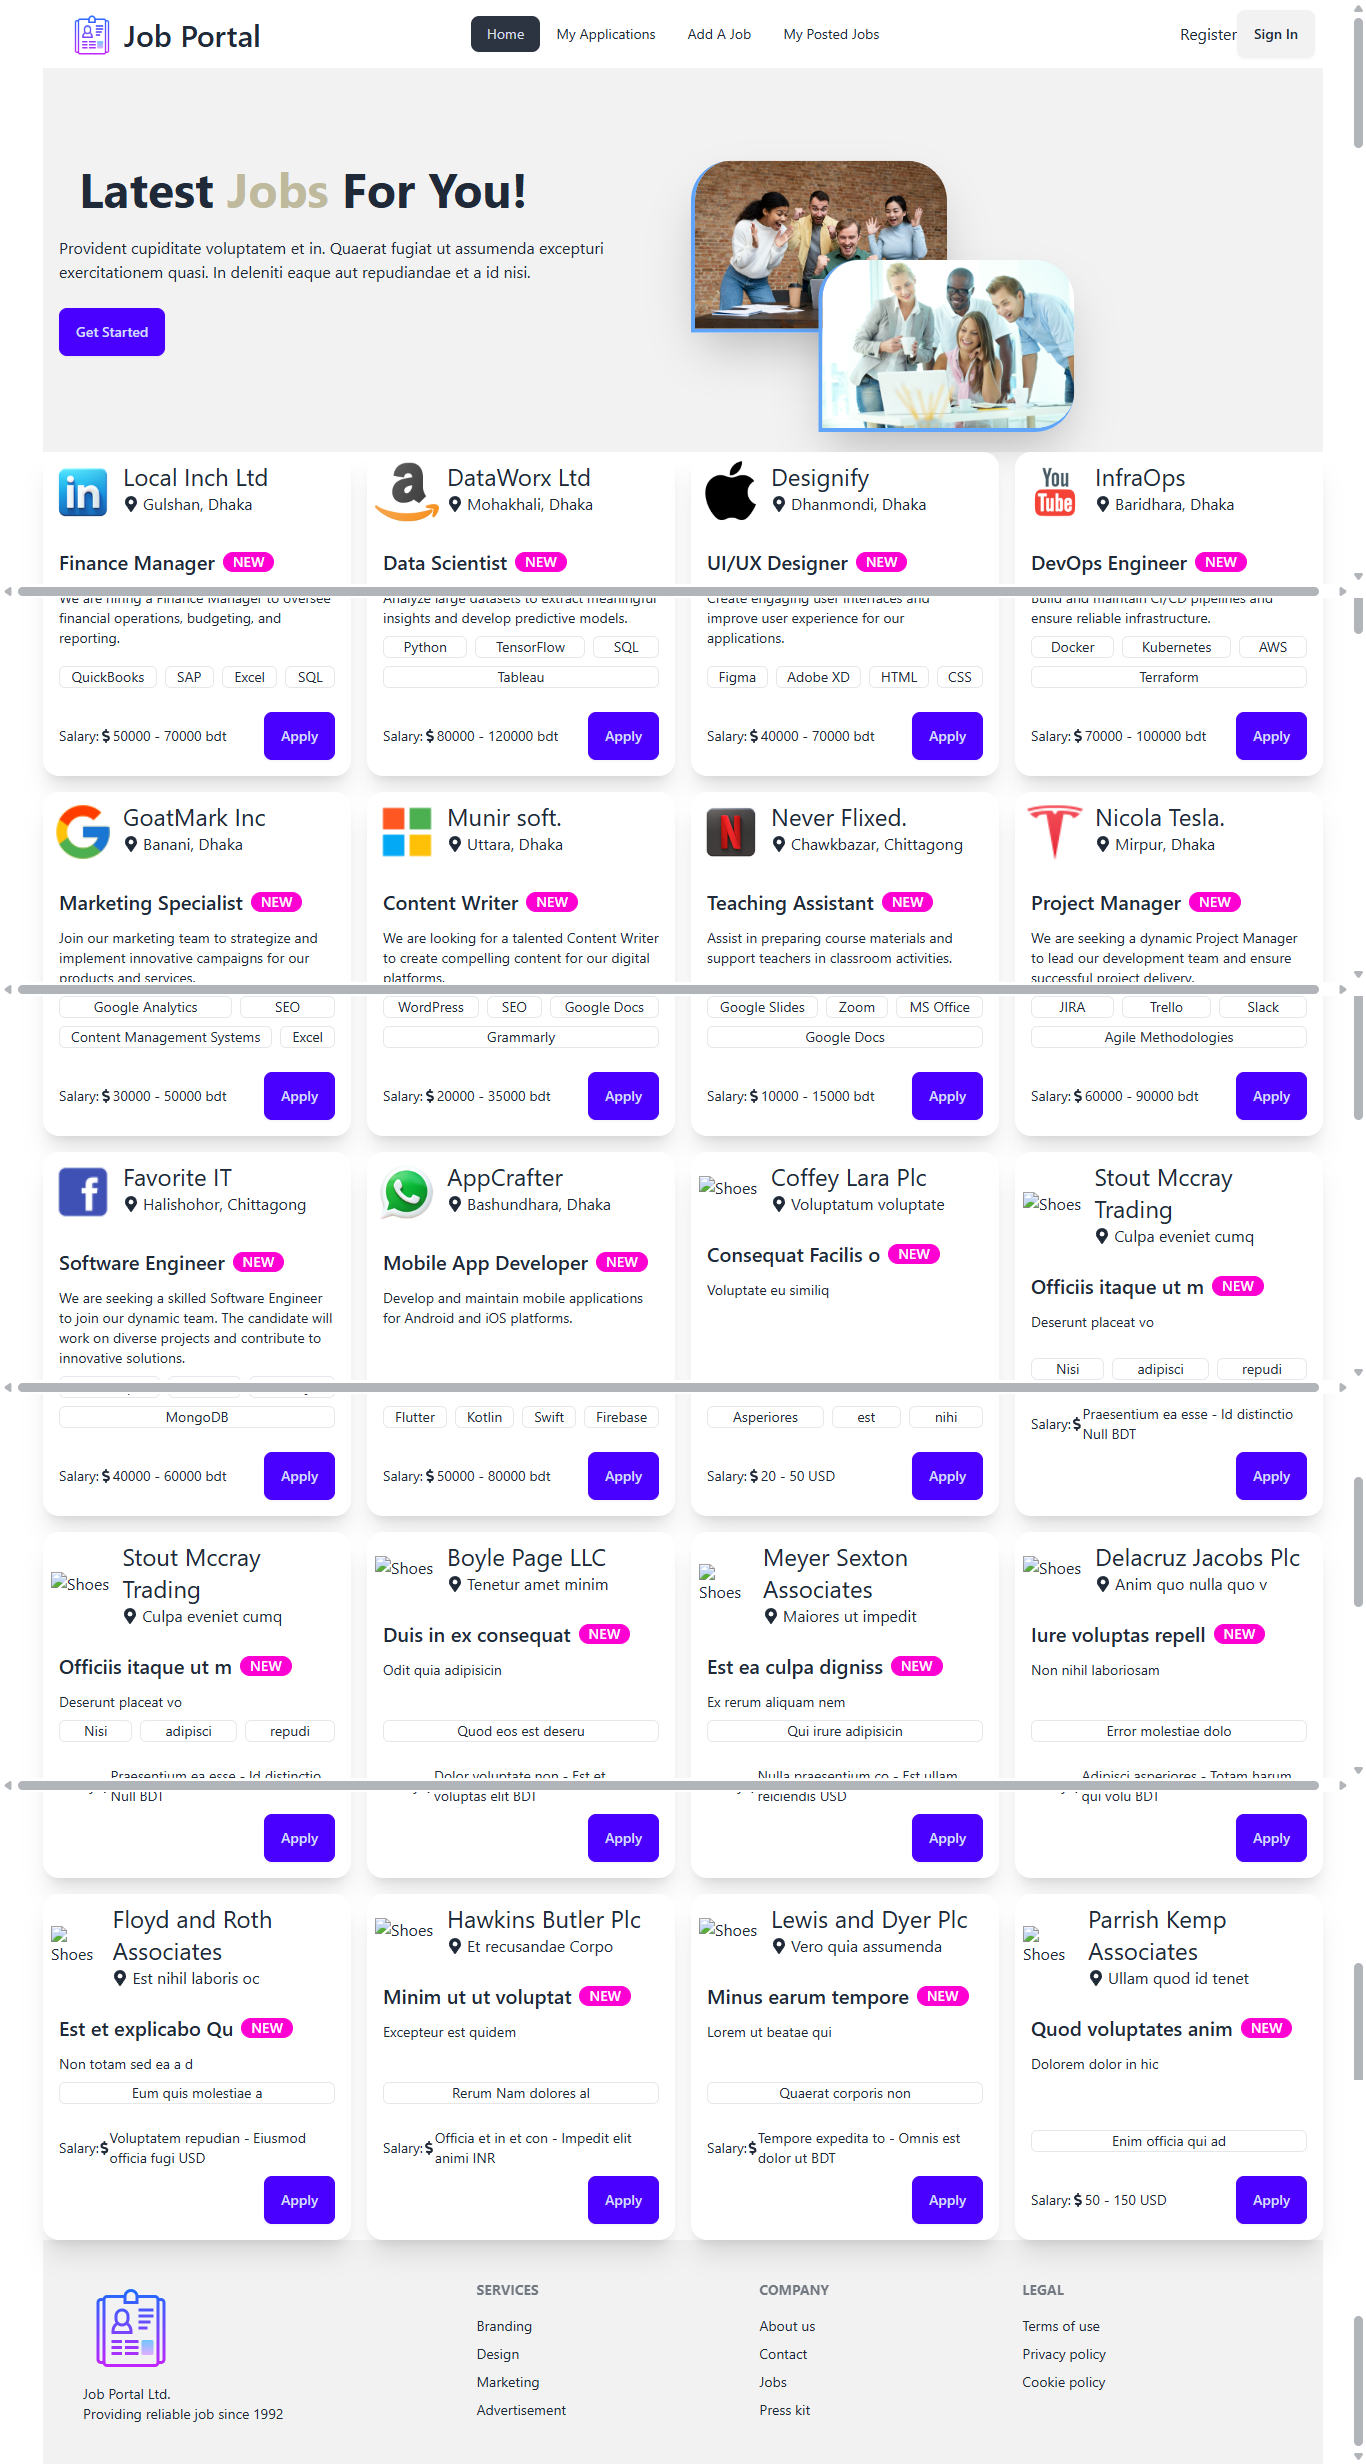 Job Portal
Home
My Applications
Add A Job
My Posted Jobs
Register
Sign In
Latest Jobs For You!
Provident cupiditate voluptatem et in. Quaerat fugiat ut assumenda excepturi
exercitationem quasi. In deleniti eaque aut repudiandae et a id nisi.
Get Started
in
Local Inch Ltd
Gulshan, Dhaka
Finance Manager NEW
We are hiring a Finance Manager to oversee
financial operations, budgeting, and
reporting.
QuickBooks SAP Excel SQL
Salary: $ 50000 - 70000 bdt
Apply
a
DataWorx Ltd
Mohakhali, Dhaka
Data Scientist NEW
Analyze large datasets to extract meaningful
insights and develop predictive models.
Python TensorFlow SQL
Tableau
Salary: $ 80000 - 120000 bdt
Apply
Designify
Dhanmondi, Dhaka
UI/UX Designer NEW
Create engaging user interfaces and
improve user experience for our
applications.
Figma Adobe XD HTML CSS
Salary: $ 40000 - 70000 bdt
Apply
You
Tube
InfraOps
Baridhara, Dhaka
DevOps Engineer NEW
Build and maintain CI/CD pipelines and
ensure reliable infrastructure.
Docker Kubernetes AWS
Terraform
Salary: $ 70000 - 100000 bdt
Apply
G
GoatMark Inc
Banani, Dhaka
Marketing Specialist NEW
Join our marketing team to strategize and
implement innovative campaigns for our
products and services.
Google Analytics SEO
Content Management Systems Excel
Salary: $ 30000 - 50000 bdt
Apply
Munir soft.
Uttara, Dhaka
Content Writer NEW
We are looking for a talented Content Writer
to create compelling content for our digital
platforms.
WordPress SEO Google Docs
Grammarly
Salary: $ 20000 - 35000 bdt
Apply
N
Never Flixed.
Chawkbazar, Chittagong
Teaching Assistant NEW
Assist in preparing course materials and
support teachers in classroom activities.
Google Slides Zoom MS Office
Google Docs
Salary: $ 10000 - 15000 bdt
Apply
Nicola Tesla.
Mirpur, Dhaka
Project Manager NEW
We are seeking a dynamic Project Manager
to lead our development team and ensure
successful project delivery.
JIRA Trello Slack
Agile Methodologies
Salary: $ 60000 - 90000 bdt
Apply
f
Favorite IT
Halishohor, Chittagong
Software Engineer NEW
We are seeking a skilled Software Engineer
to join our dynamic team. The candidate will
work on diverse projects and contribute to
innovative solutions.
MongoDB
Salary: $ 40000 - 60000 bdt
Apply
AppCrafter
Bashundhara, Dhaka
Mobile App Developer NEW
Develop and maintain mobile applications
for Android and iOS platforms.
Flutter Kotlin Swift Firebase
Salary: $ 50000 - 80000 bdt
Apply
Shoes
Coffey Lara Plc
Voluptatum voluptate
Consequat Facilis o NEW
Voluptate eu similiq
Asperiores est nihi
Salary: $ 20 - 50 USD
Apply
Shoes
Stout Mccray
Trading
Culpa eveniet cumq
Officiis itaque ut m NEW
Deserunt placeat vo
Nisi adipisci repudi
Salary: $ Praesentium ea esse - Id distinctio
Null BDT
Apply
Shoes
Stout Mccray
Trading
Culpa eveniet cumq
Officiis itaque ut m NEW
Deserunt placeat vo
Nisi adipisci repudi
Praesentium ea esse - Id distinctio
Null BDT
Apply
Shoes
Boyle Page LLC
Tenetur amet minim
Duis in ex consequat NEW
Odit quia adipisicin
Quod eos est deseru
Dolor voluptate non - Est et
voluptas elit BDT
Apply
Shoes
Meyer Sexton
Associates
Maiores ut impedit
Est ea culpa digniss NEW
Ex rerum aliquam nem
Qui irure adipisicin
Nulla praesentium co - Est ullam
reiciendis USD
Apply
Shoes
Delacruz Jacobs Plc
Anim quo nulla quo v
Iure voluptas repell NEW
Non nihil laboriosam
Error molestiae dolo
Adipisci asperiores - Totam harum
qui volu BDT
Apply
Shoes
Floyd and Roth
Associates
Est nihil laboris oc
Est et explicabo Qu NEW
Non totam sed ea a d
Eum quis molestiae a
Salary: $ Voluptatem repudian - Eiusmod
officia fugi USD
Apply
Shoes
Hawkins Butler Plc
Et recusandae Corpo
Minim ut ut voluptat NEW
Excepteur est quidem
Rerum Nam dolores al
Salary: $ Officia et in et con - Impedit elit
animi INR
Apply
Shoes
Lewis and Dyer Plc
Vero quia assumenda
Minus earum tempore NEW
Lorem ut beatae qui
Quaerat corporis non
Salary: $ Tempore expedita to - Omnis est
dolor ut BDT
Apply
Shoes
Parrish Kemp
Associates
Ullam quod id tenet
Quod voluptates anim NEW
Dolorem dolor in hic
Enim officia qui ad
Salary: $ 50 - 150 USD
Apply
Job Portal Ltd.
Providing reliable job since 1992
SERVICES
Branding
Design
Marketing
Advertisement
COMPANY
About us
Contact
Jobs
Press kit
LEGAL
Terms of use
Privacy policy
Cookie policy